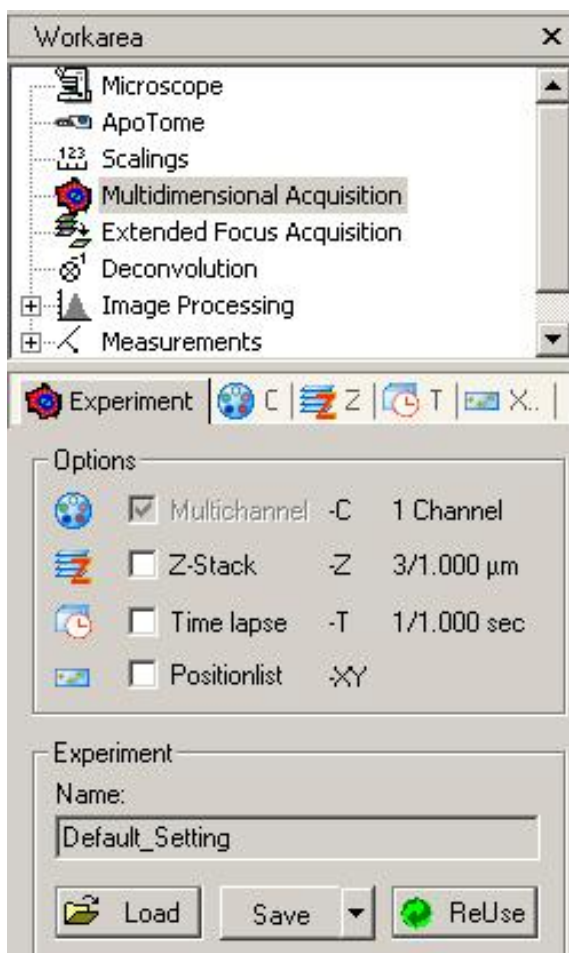 Workarea
Microscope
ApoTome
123 Scalings
Multidimensional Acquisition
Extended Focus Acquisition
Deconvolution
Image Processing
Measurements
Experiment C Z T X..
Options
Multichannel -C 1 Channel
Z-Stack -Z 3/1.000 µm
Time lapse -T 1/1.000 sec
Positionlist -XY
Experiment
Name:
Default_Setting
Load Save ReUse